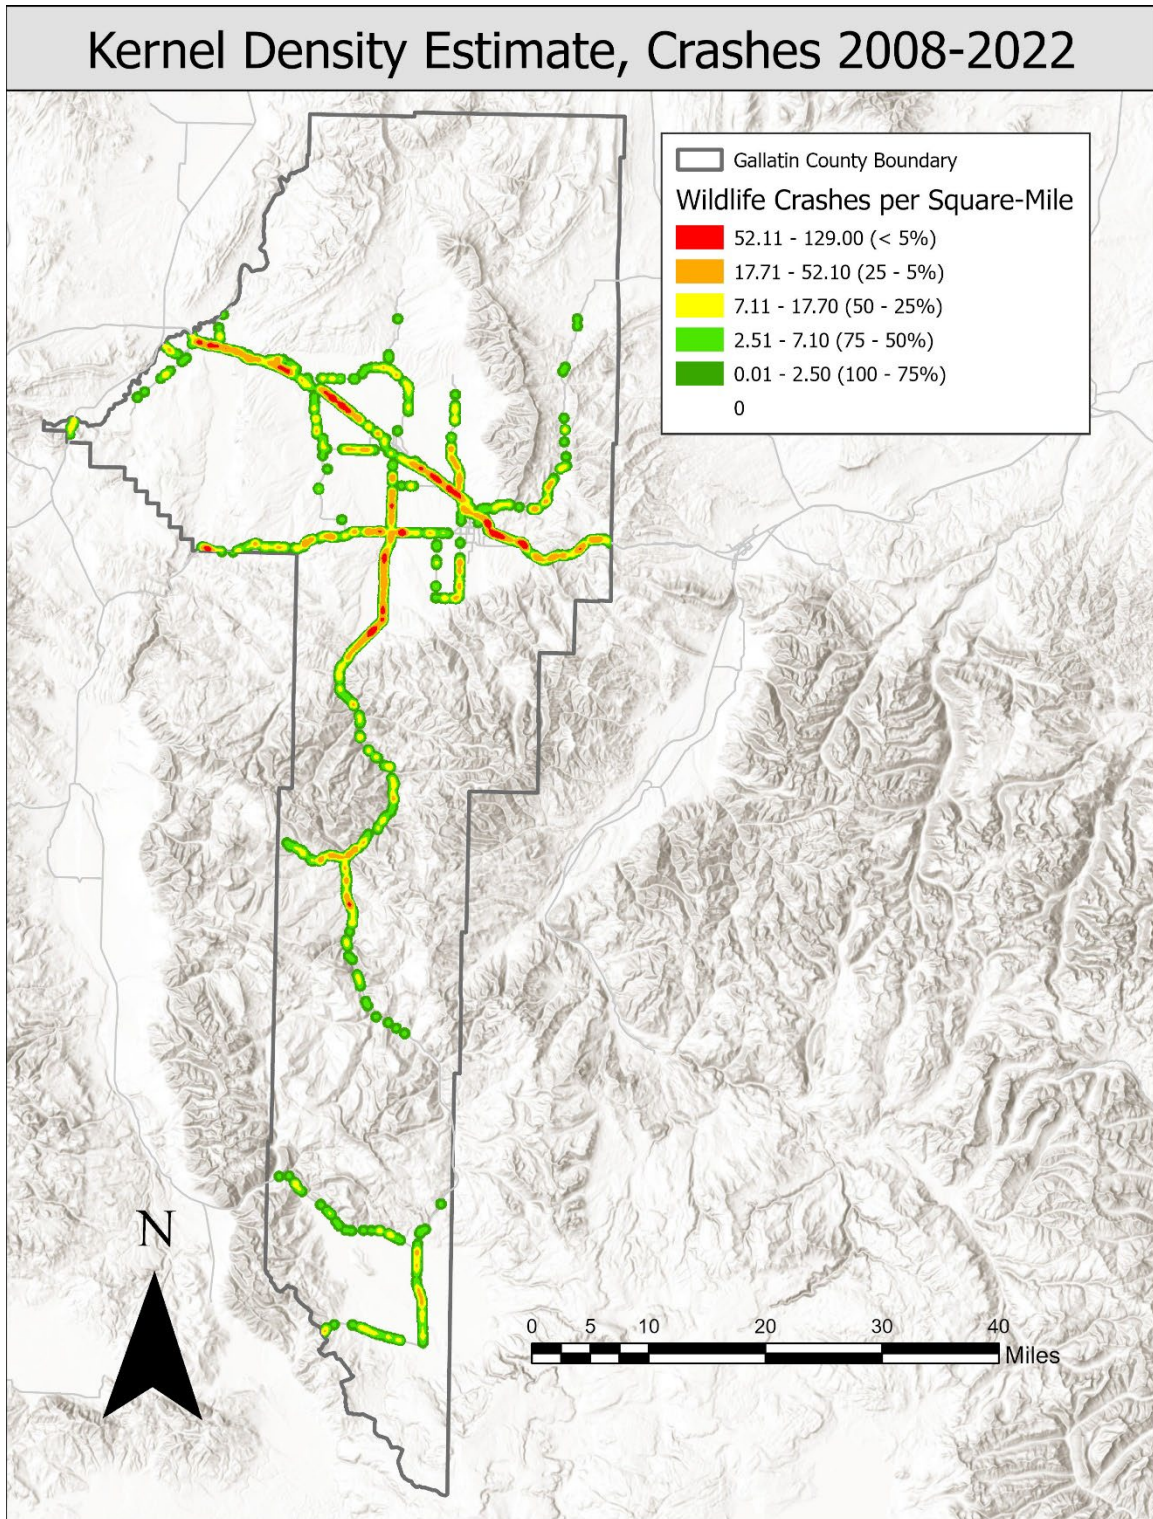 Kernel Density Estimate, Crashes 2008-2022
Gallatin County Boundary
Wildlife Crashes per Square-Mile
52.11 - 129.00 (< 5%)
17.71 - 52.10 (25 - 5%)
7.11 - 17.70 (50 - 25%)
2.51 - 7.10 (75 - 50%)
0.01 - 2.50 (100 - 75%)
0
N
0 5 10 20 30 40
Miles